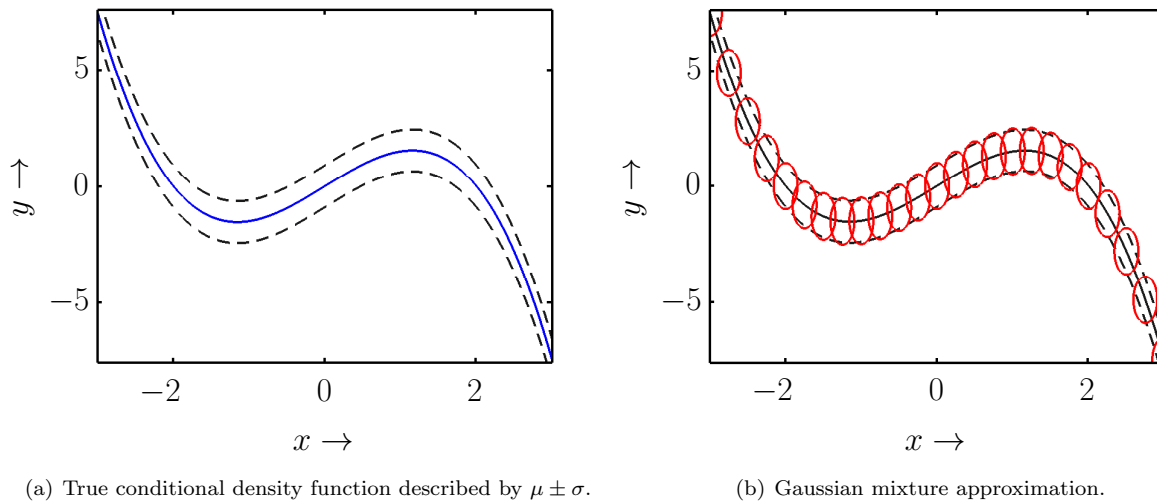 5
0
−5
y →
−2
0
2
x →
(a) True conditional density function described by μ ± σ.
5
0
−5
y →
−2
0
2
x →
(b) Gaussian mixture approximation.